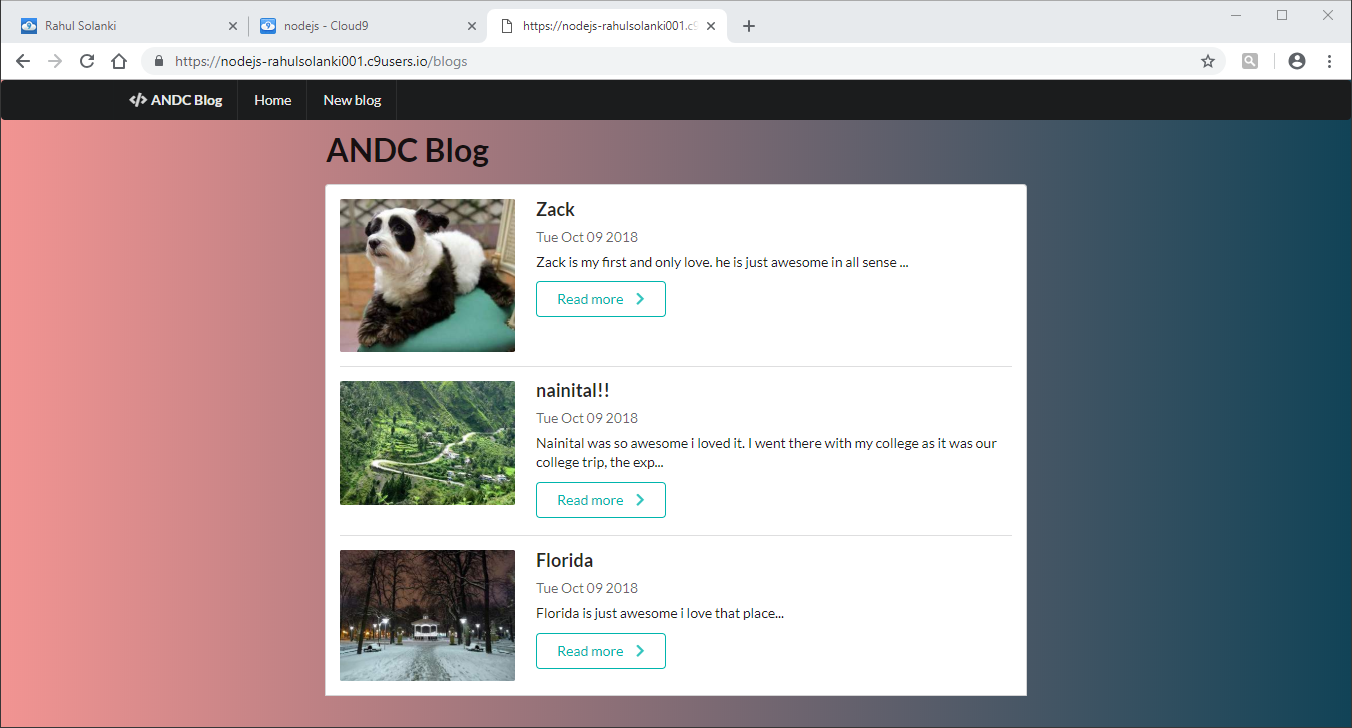 Rahul Solanki
nodejs - Cloud9
https://nodejs-rahulsolanki001.c9
https://nodejs-rahulsolanki001.c9users.io/blogs
ANDC Blog
Home
New blog
ANDC Blog
Zack
Tue Oct 09 2018
Zack is my first and only love. he is just awesome in all sense ...
Read more
nainital!!
Tue Oct 09 2018
Nainital was so awesome i loved it. I went there with my college as it was our
college trip, the exp...
Read more
Florida
Tue Oct 09 2018
Florida is just awesome i love that place...
Read more